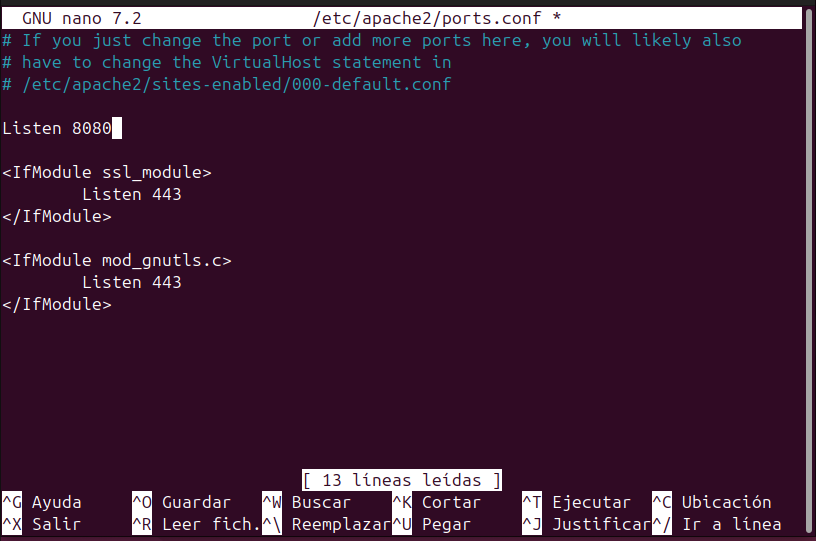 GNU nano 7.2 /etc/apache2/ports.conf *
# If you just change the port or add more ports here, you will likely also
# have to change the VirtualHost statement in
# /etc/apache2/sites-enabled/000-default.conf
Listen 8080
<IfModule ssl_module>
Listen 443
</IfModule>
<IfModule mod_gnutls.c>
Listen 443
</IfModule>
[ 13 líneas leídas ]
^G Ayuda ^O Guardar ^W Buscar ^K Cortar ^T Ejecutar ^C Ubicación
^X Salir ^R Leer fich. ^\ Reemplazar ^U Pegar ^J Justificar ^/ Ir a línea